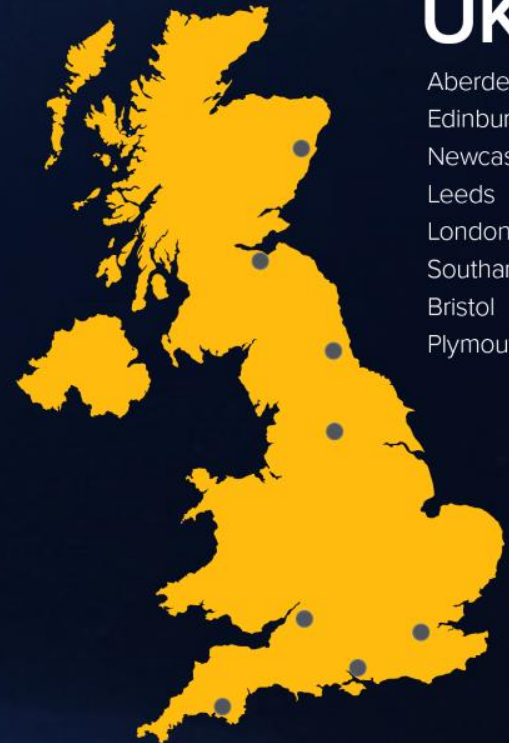 UK
Aberde
Edinbur
Newcas
Leeds
London
Southar
Bristol
Plymou